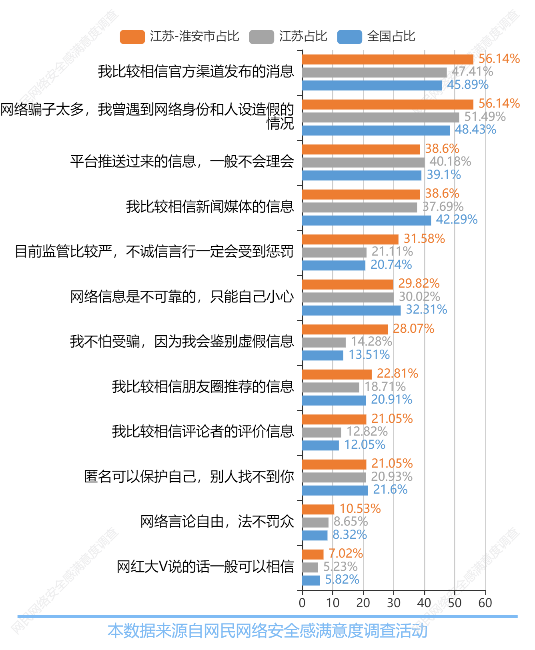 江苏-淮安市占比 江苏占比 全国占比
我比较相信官方渠道发布的消息
56.14%
47.41%
45.89%
网络骗子太多，我曾遇到网络身份和人设造假的
情况
56.14%
51.49%
48.43%
平台推送过来的信息，一般不会理会
38.6%
40.18%
39.1%
我比较相信新闻媒体的信息
38.6%
37.69%
42.29%
目前监管比较严，不诚信言行一定会受到惩罚
31.58%
21.11%
20.74%
网络信息是不可靠的，只能自己小心
29.82%
30.02%
32.31%
我不怕受骗，因为我会鉴别虚假信息
28.07%
14.28%
13.51%
我比较相信朋友圈推荐的信息
22.81%
18.71%
20.91%
我比较相信评论者的评价信息
21.05%
12.82%
12.05%
匿名可以保护自己，别人找不到你
21.05%
20.93%
21.6%
网络言论自由，法不罚众
10.53%
8.65%
8.32%
网红大V说的话一般可以相信
7.02%
5.23%
5.82%
0 10 20 30 40 50 60
本数据来源自网民网络安全感满意度调查活动